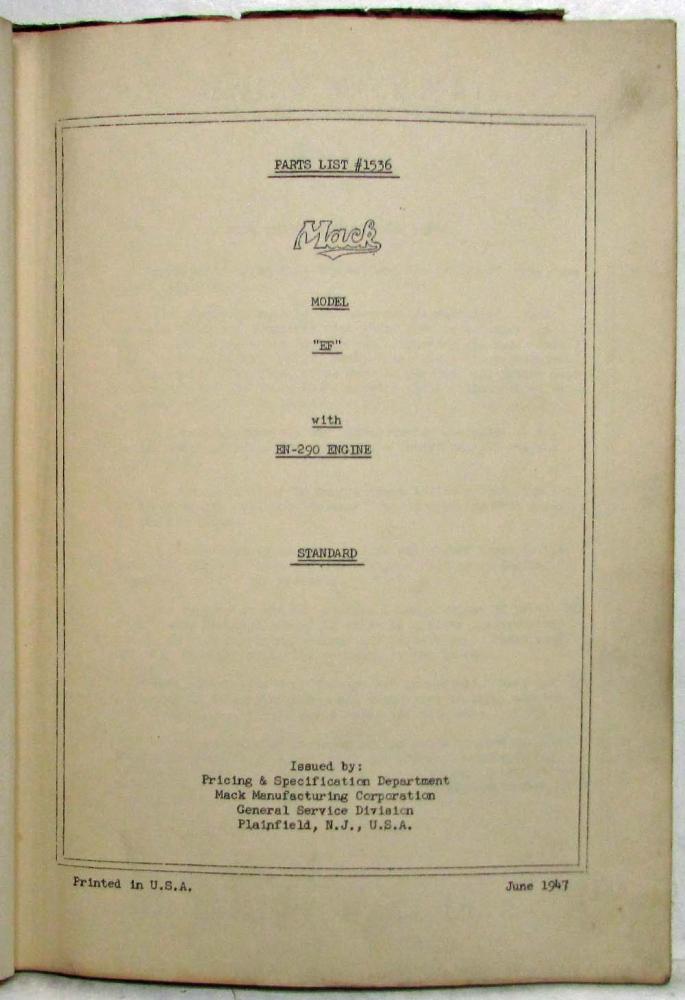 PARTS LIST #1536
Mack
MODEL
"EF"
with
EN-290 ENGINE
STANDARD
Issued by:
Pricing & Specification Department
Mack Manufacturing Corporation
General Service Division
Plainfield, N.J., U.S.A.
Printed in U.S.A.
June 1947